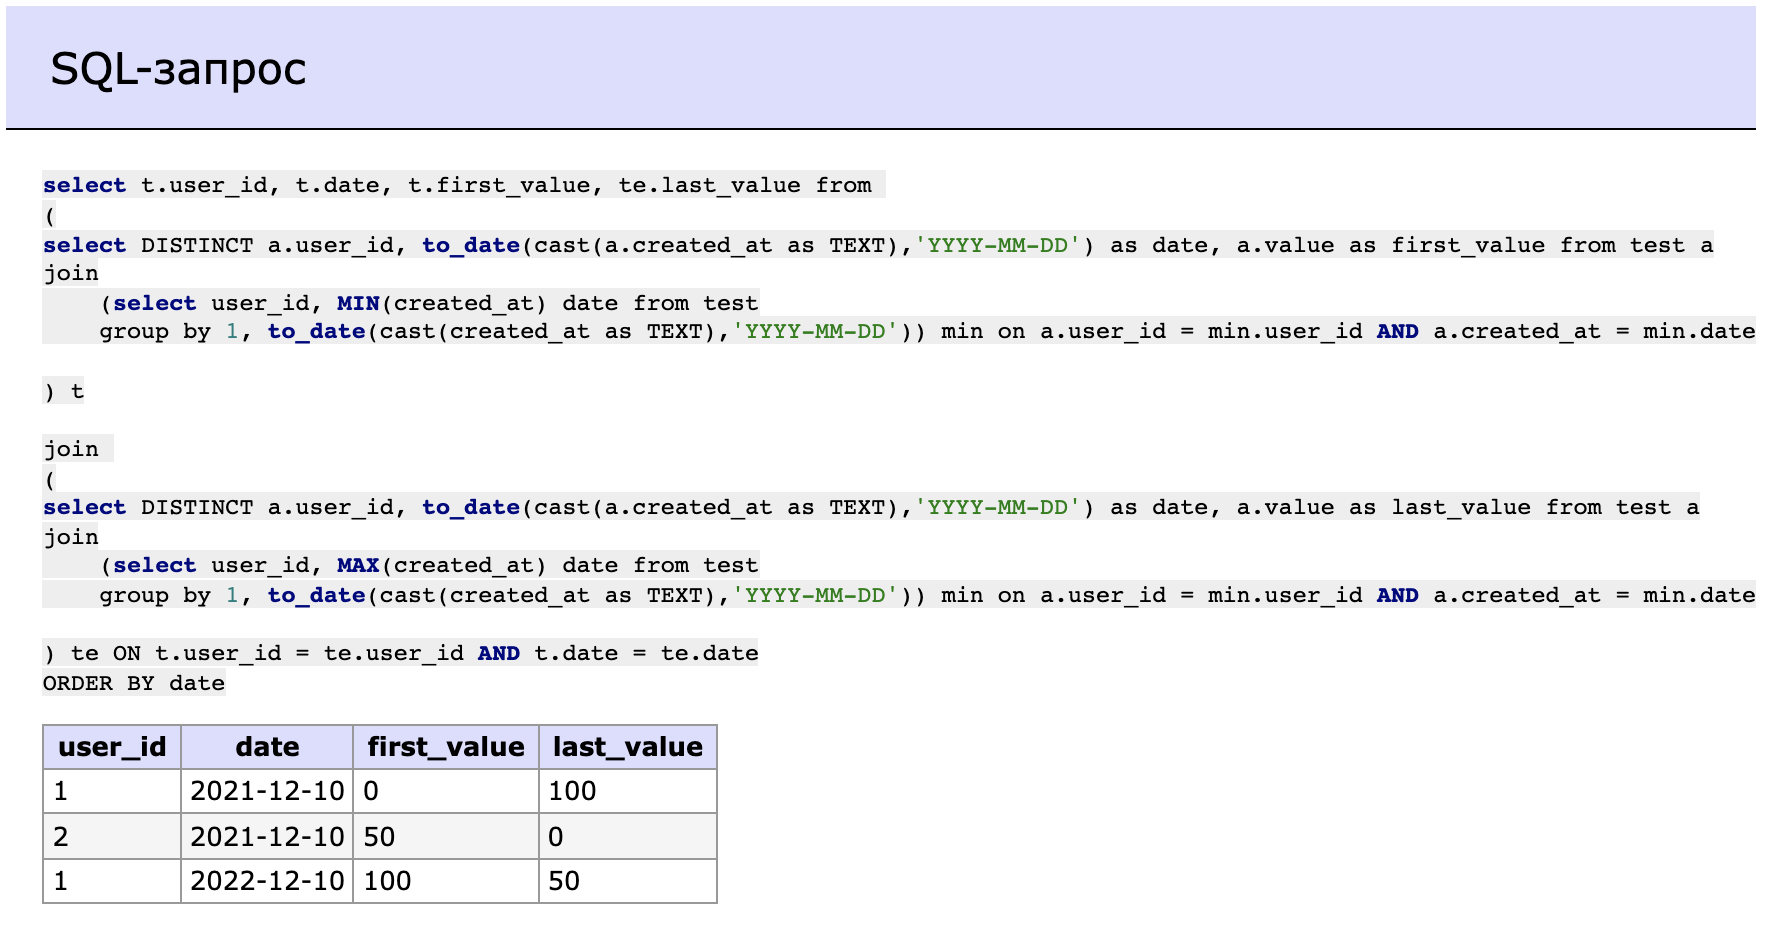 SQL-запрос
select t.user_id, t.date, t.first_value, te.last_value from
(
select DISTINCT a.user_id, to_date(cast(a.created_at as TEXT),'YYYY-MM-DD') as date, a.value as first_value from test a
join
    (select user_id, MIN(created_at) date from test
    group by 1, to_date(cast(created_at as TEXT),'YYYY-MM-DD')) min on a.user_id = min.user_id AND a.created_at = min.date
) t
join
(
select DISTINCT a.user_id, to_date(cast(a.created_at as TEXT),'YYYY-MM-DD') as date, a.value as last_value from test a
join
    (select user_id, MAX(created_at) date from test
    group by 1, to_date(cast(created_at as TEXT),'YYYY-MM-DD')) min on a.user_id = min.user_id AND a.created_at = min.date
) te ON t.user_id = te.user_id AND t.date = te.date
ORDER BY date
user_id date first_value last_value
1 2021-12-10 0 100
2 2021-12-10 50 0
1 2022-12-10 100 50